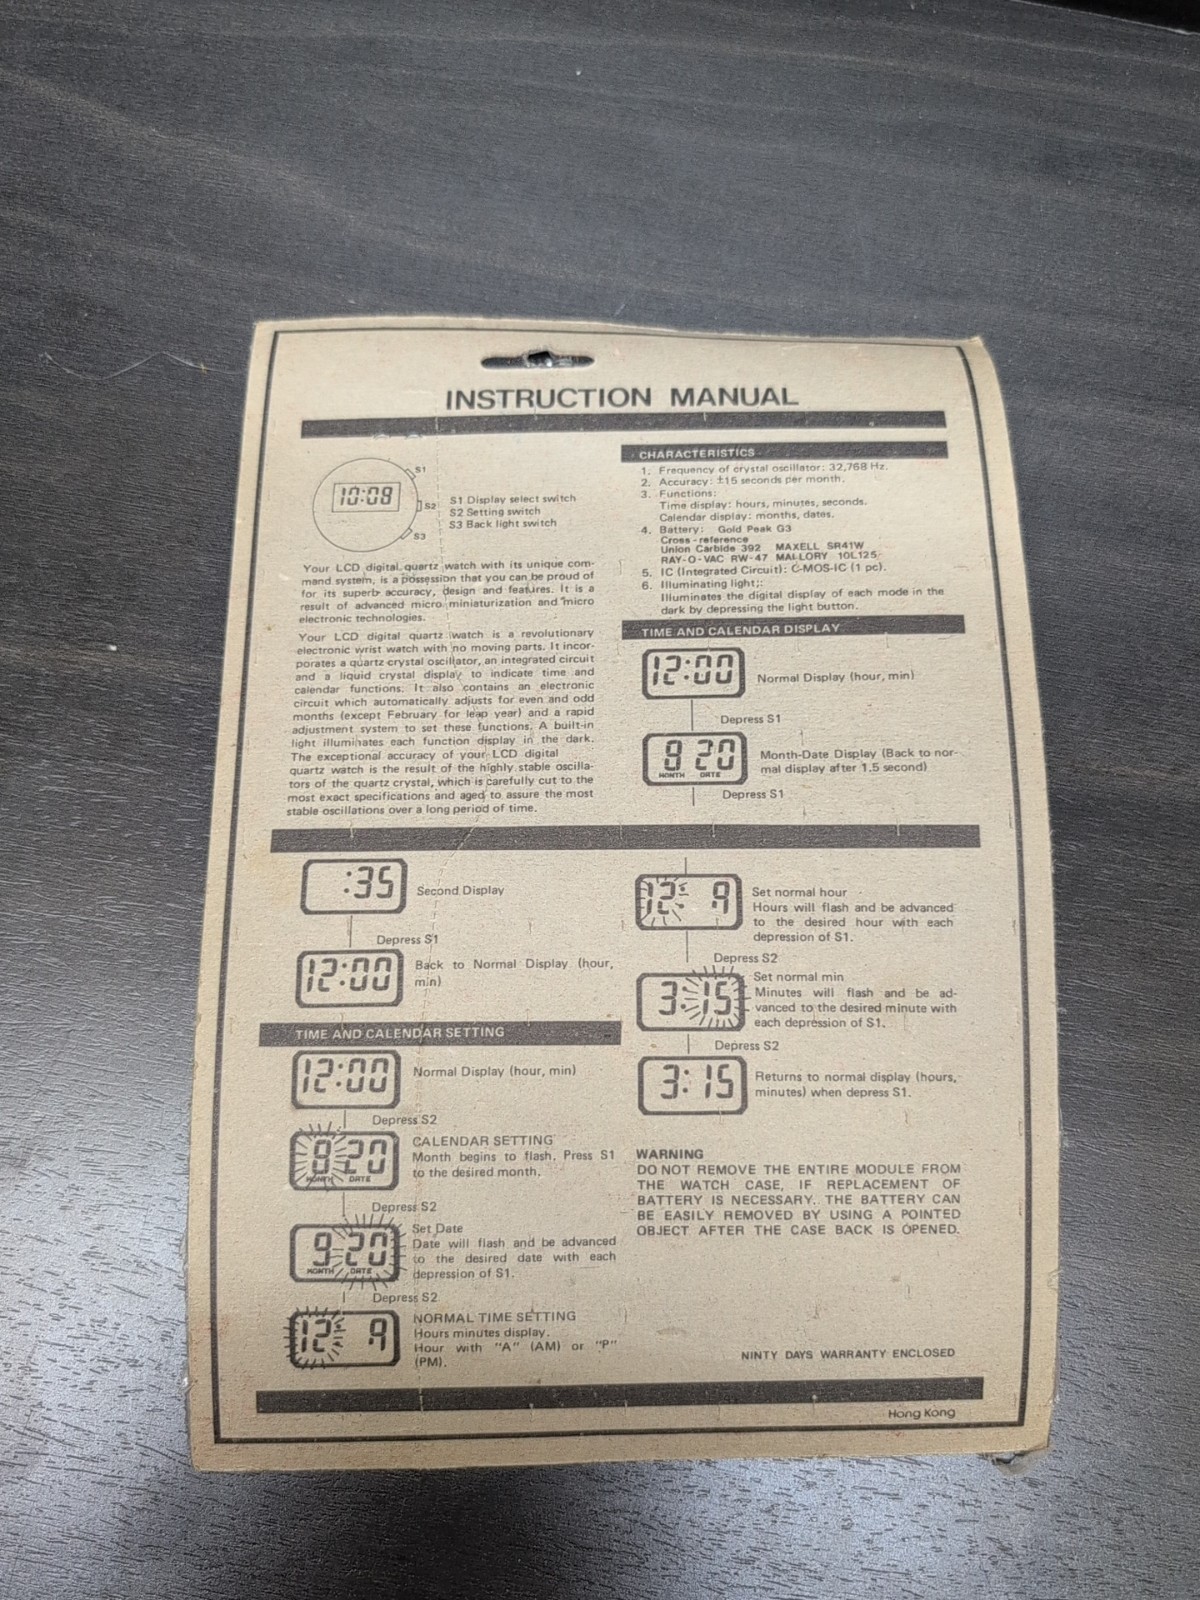 INSTRUCTION MANUAL
10:08
S1
S2
S3
S1 Display select switch
S2 Setting switch
S3 Back light switch
Your LCD digital quartz watch with its unique com-
mand system, is a possession that you can be proud of
for its superb accuracy, design and features. It is a
result of advanced micro miniaturization and micro
electronic technologies.
Your LCD digital quartz watch is a revolutionary
electronic wrist watch with no moving parts. It incor-
porates a quartz crystal oscillator, an integrated circuit
and a liquid crystal display to indicate time and
calendar functions. It also contains an electronic
circuit which automatically adjusts for even and odd
months (except February for leap year) and a rapid
adjustment system to set these functions. A built-in
light illuminates each function display in the dark.
The exceptional accuracy of your LCD digital
quartz watch is the result of the highly stable oscilla-
tors of the quartz crystal, which is carefully cut to the
most exact specifications and aged to assure the most
stable oscillations over a long period of time.
CHARACTERISTICS
1. Frequency of crystal oscillator: 32,768 Hz.
2. Accuracy: ±15 seconds per month.
3. Functions:
Time display: hours, minutes, seconds.
Calendar display: months, dates.
4. Battery: Gold Peak G3
Cross-reference
Union Carbide 392 MAXELL SR41W
RAY-O-VAC RW-47 MALLORY 10L125
5. IC (Integrated Circuit): C-MOS-IC (1 pc).
6. Illuminating light;:
Illuminates the digital display of each mode in the
dark by depressing the light button.
TIME AND CALENDAR DISPLAY
12:00
Normal Display (hour, min)
Depress S1
8 20
MONTH DATE
Month-Date Display (Back to nor-
mal display after 1.5 second)
Depress S1
:35
Second Display
Depress S1
12:00
Back to Normal Display (hour,
min)
TIME AND CALENDAR SETTING
12:00
Normal Display (hour, min)
Depress S2
8 20
MONTH DATE
CALENDAR SETTING
Month begins to flash. Press S1
to the desired month.
Depress S2
9 20
MONTH DATE
Set Date
Date will flash and be advanced
to the desired date with each
depression of S1.
Depress S2
12: A
NORMAL TIME SETTING
Hours minutes display.
Hour with "A" (AM) or "P"
(PM).
12: A
Set normal hour
Hours will flash and be advanced
to the desired hour with each
depression of S1.
Depress S2
3:15
Set normal min
Minutes will flash and be ad-
vanced to the desired minute with
each depression of S1.
Depress S2
3:15
Returns to normal display (hours,
minutes) when depress S1.
WARNING
DO NOT REMOVE THE ENTIRE MODULE FROM
THE WATCH CASE, IF REPLACEMENT OF
BATTERY IS NECESSARY. THE BATTERY CAN
BE EASILY REMOVED BY USING A POINTED
OBJECT AFTER THE CASE BACK IS OPENED.
NINTY DAYS WARRANTY ENCLOSED
Hong Kong